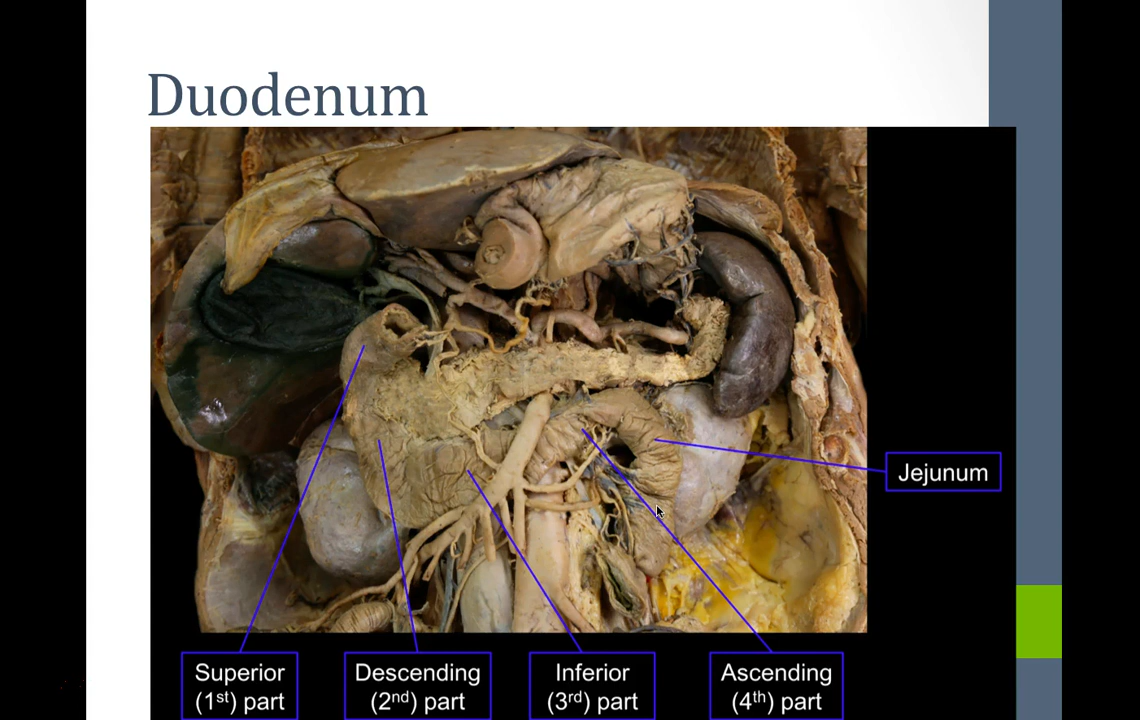 Duodenum
Jejunum
Superior
(1st) part
Descending
(2nd) part
Inferior
(3rd) part
Ascending
(4th) part